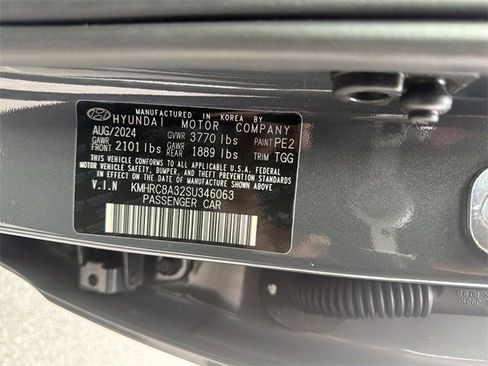 MANUFACTURED IN KOREA BY
HYUNDAI MOTOR COMPANY
AUG/2024 GVWR 3770 lbs PAINT PE2
GAWR FRONT 2101 lbs GAWR REAR 1889 lbs TRIM TGG
THIS VEHICLE CONFORMS TO ALL APPLICABLE U.S.A FEDERAL
MOTOR VEHICLE SAFETY, BUMPER, AND THEFT PREVENTION
STANDARDS IN EFFECT ON THE DATE OF MANUFACTURE SHOWN ABOVE.
V.I.N KMHRC8A32SU346063
PASSENGER CAR